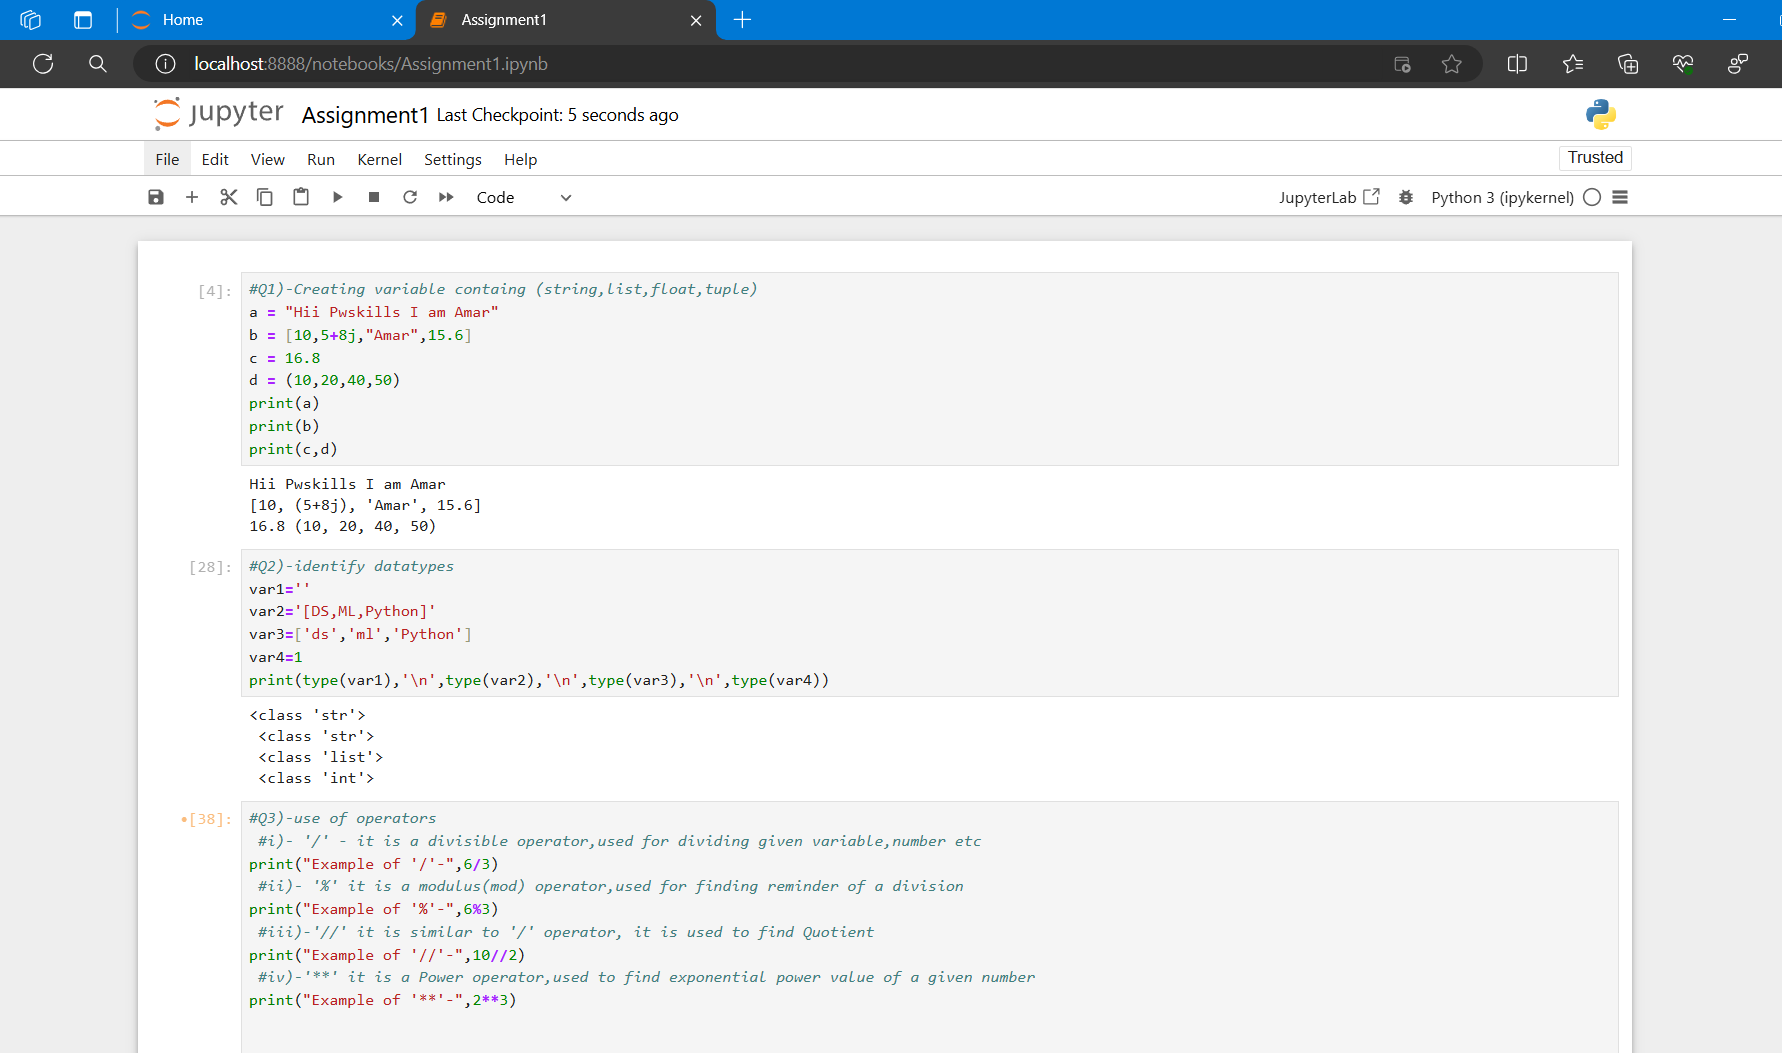 Home
Assignment1
localhost:8888/notebooks/Assignment1.ipynb
jupyter Assignment1 Last Checkpoint: 5 seconds ago
File Edit View Run Kernel Settings Help Trusted
Code JupyterLab Python 3 (ipykernel)
[4]: #Q1)-Creating variable containg (string,list,float,tuple)
a = "Hii Pwskills I am Amar"
b = [10,5+8j,"Amar",15.6]
c = 16.8
d = (10,20,40,50)
print(a)
print(b)
print(c,d)
Hii Pwskills I am Amar
[10, (5+8j), 'Amar', 15.6]
16.8 (10, 20, 40, 50)
[28]: #Q2)-identify datatypes
var1=''
var2='[DS,ML,Python]'
var3=['ds','ml','Python']
var4=1
print(type(var1),'\n',type(var2),'\n',type(var3),'\n',type(var4))
<class 'str'>
<class 'str'>
<class 'list'>
<class 'int'>
•[38]: #Q3)-use of operators
#i)- '/' - it is a divisible operator,used for dividing given variable,number etc
print("Example of '/'-",6/3)
#ii)- '%' it is a modulus(mod) operator,used for finding reminder of a division
print("Example of '%'-",6%3)
#iii)-'//' it is similar to '/' operator, it is used to find Quotient
print("Example of '//'-",10//2)
#iv)-'**' it is a Power operator,used to find exponential power value of a given number
print("Example of '**'-",2**3)